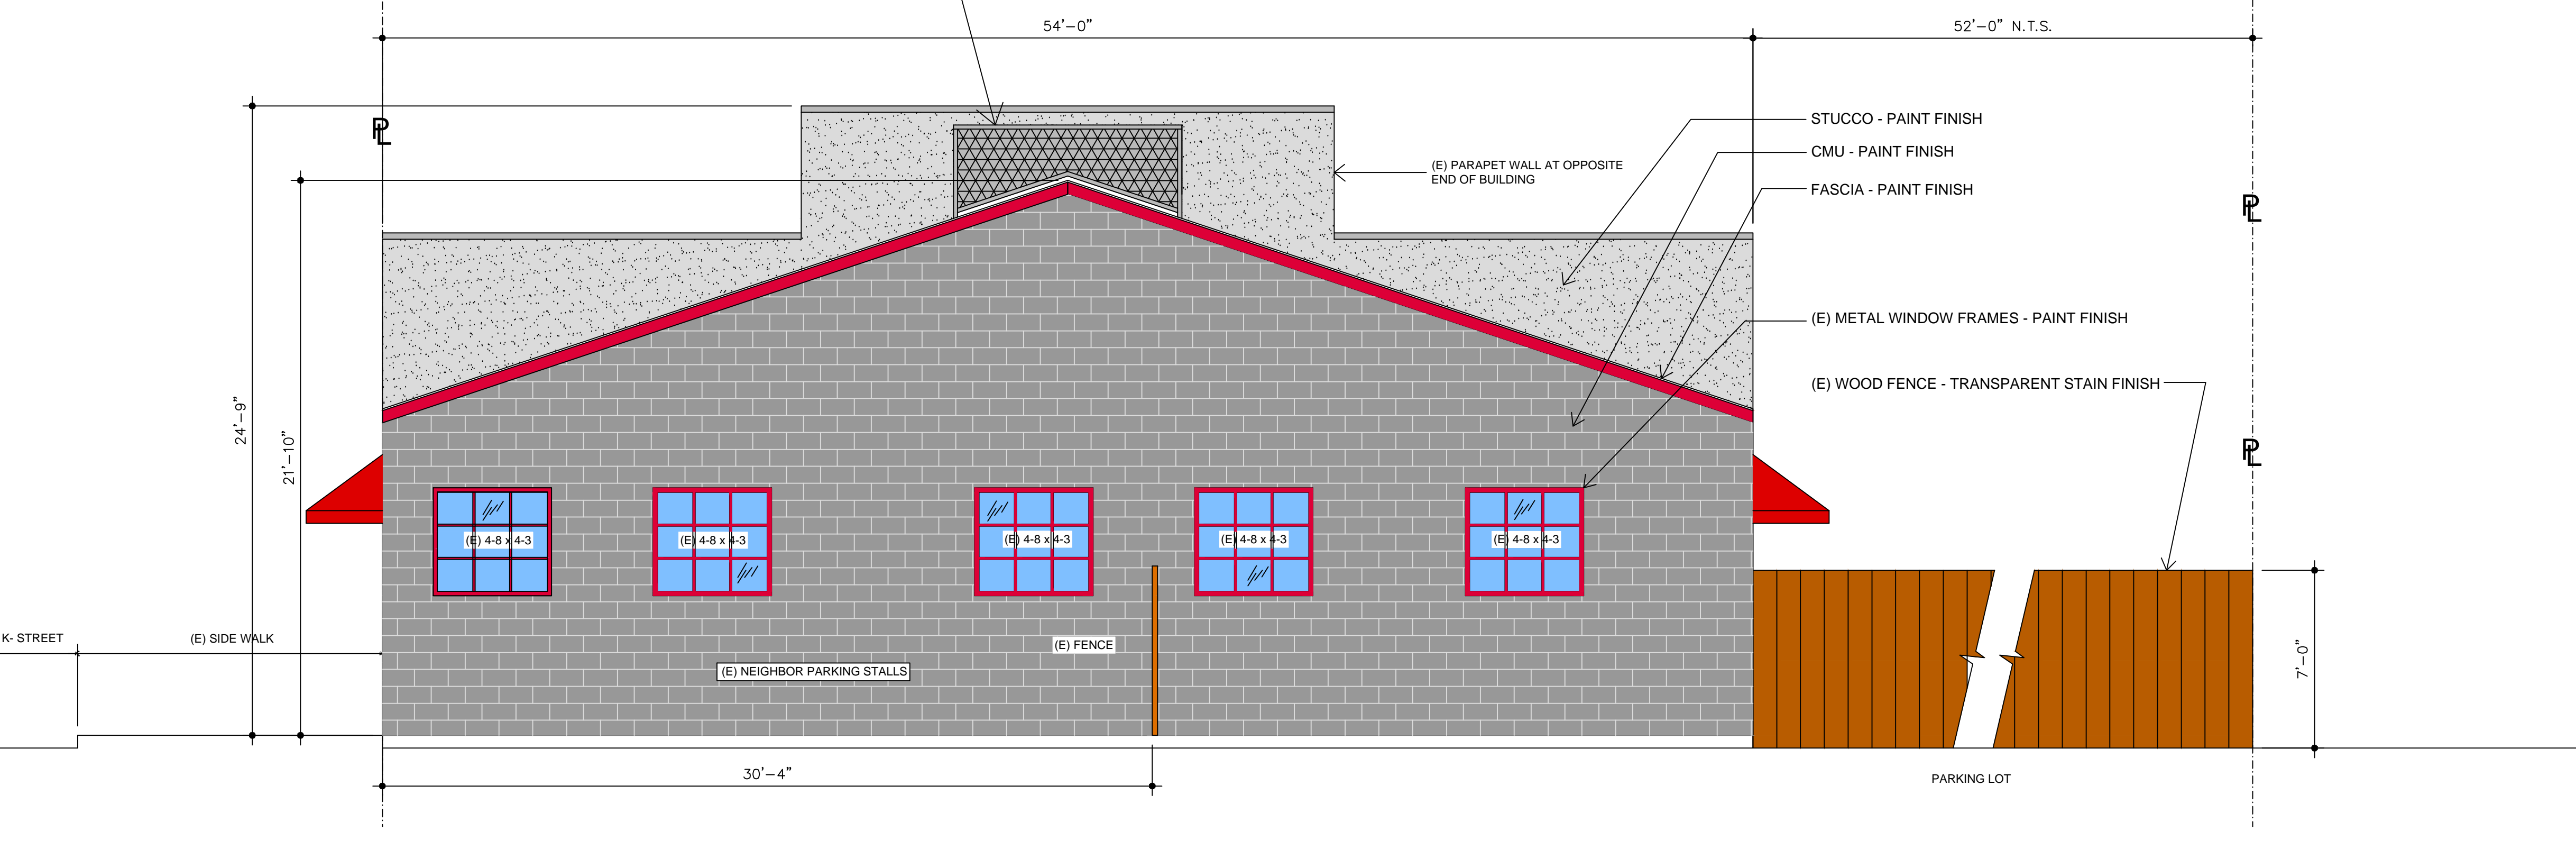 54'-0"
52'-0" N.T.S.
STUCCO - PAINT FINISH
PL
CMU - PAINT FINISH
(E) PARAPET WALL AT OPPOSITE
END OF BUILDING
FASCIA - PAINT FINISH
PL
(E) METAL WINDOW FRAMES - PAINT FINISH
(E) WOOD FENCE - TRANSPARENT STAIN FINISH
24'-9"
21'-10"
PL
(E) 4-8 x 4-3
(E) 4-8 x 4-3
(E) 4-8 x 4-3
(E) 4-8 x 4-3
(E) 4-8 x 4-3
K- STREET
(E) SIDE WALK
(E) FENCE
(E) NEIGHBOR PARKING STALLS
7'-0"
30'-4"
PARKING LOT